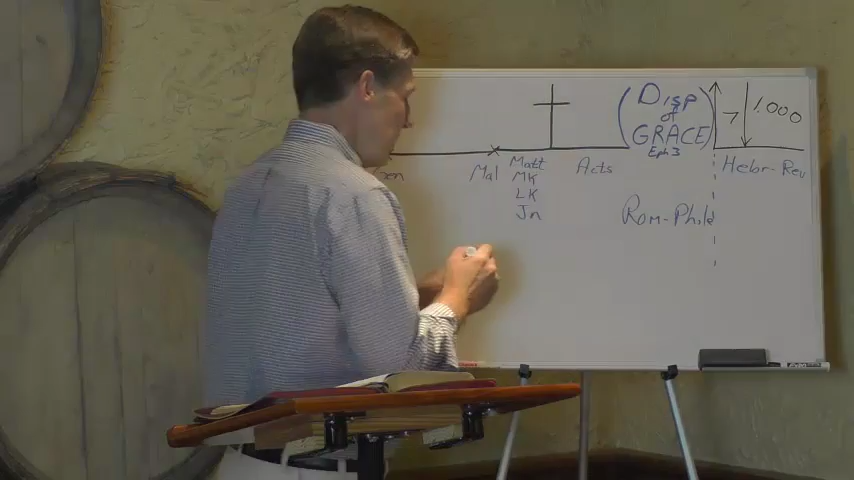 Disp
of
GRACE
Eph 3
7
1.000
Mal
Matt
MK
LK
Jn
Acts
Hebr-Rev
Rom-Phile